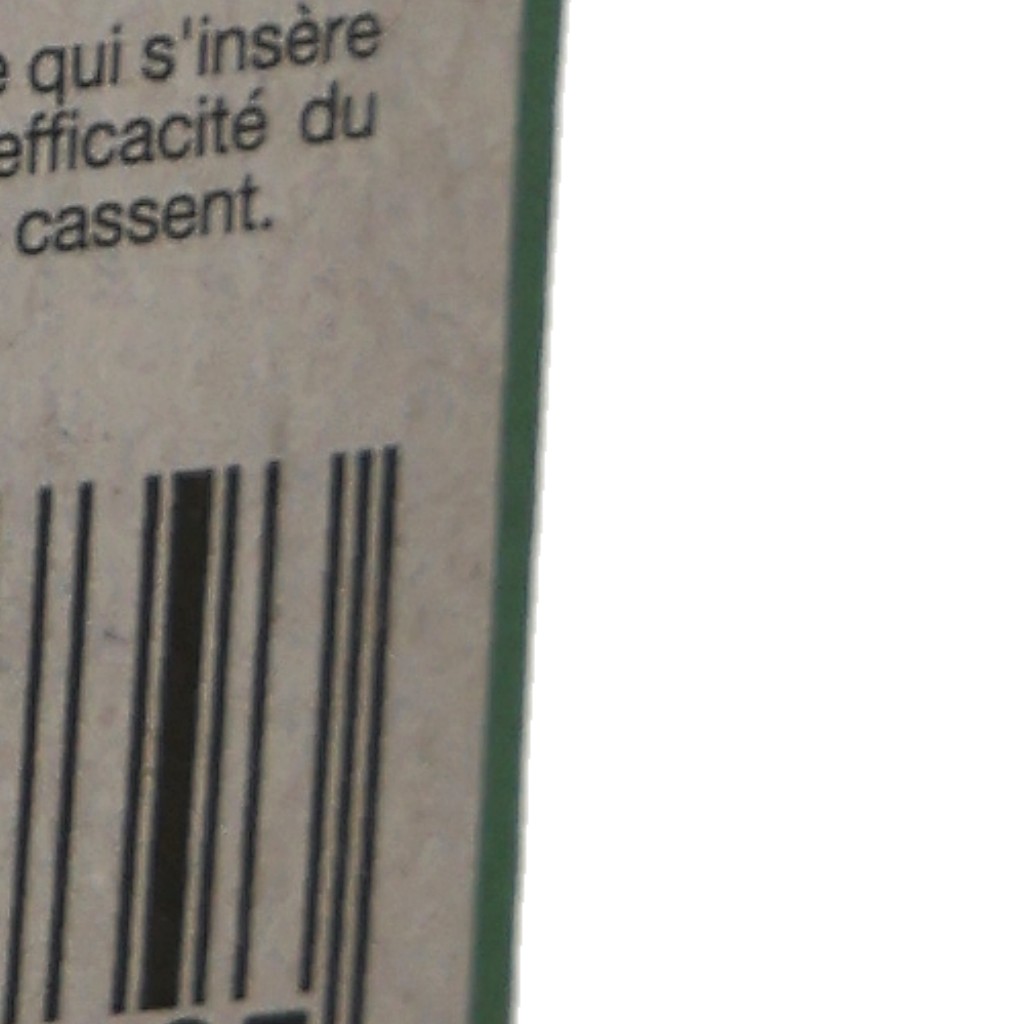 qui s'insère
efficacité du
cassent.